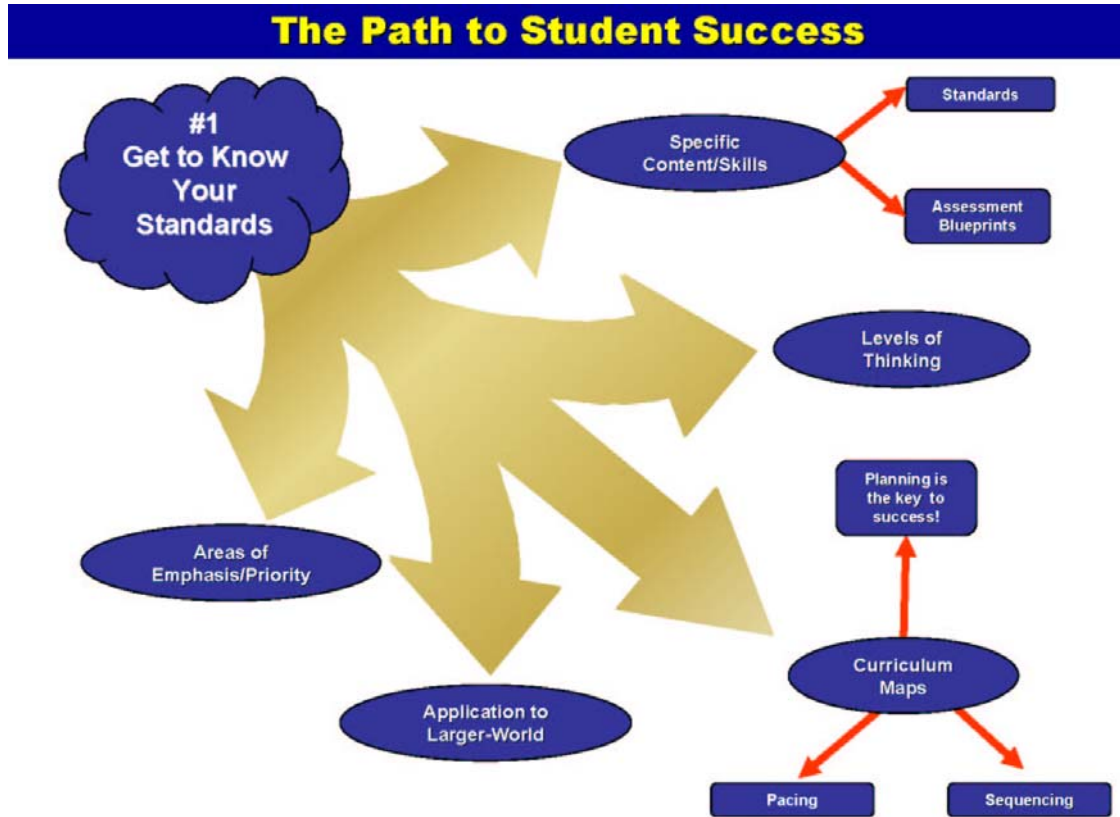 The Path to Student Success
#1
Get to Know
Your
Standards
Specific
Content/Skills
Standards
Assessment
Blueprints
Levels of
Thinking
Planning is
the key to
success!
Areas of
Emphasis/Priority
Curriculum
Maps
Application to
Larger-World
Pacing
Sequencing